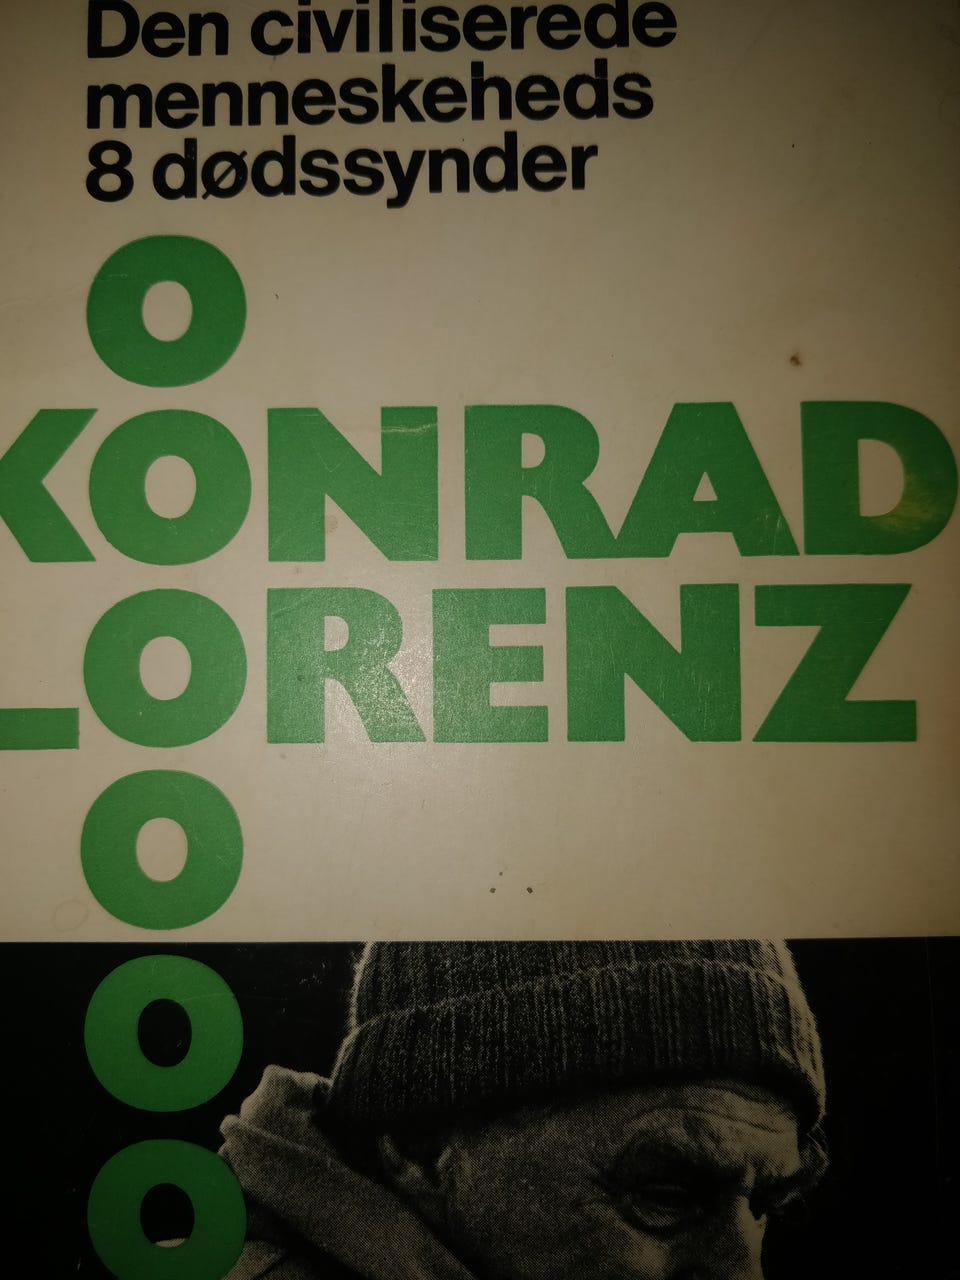 Den civiliserede
menneskeheds
8 dødssynder
O
KONRAD
LORENZ
O
O
O